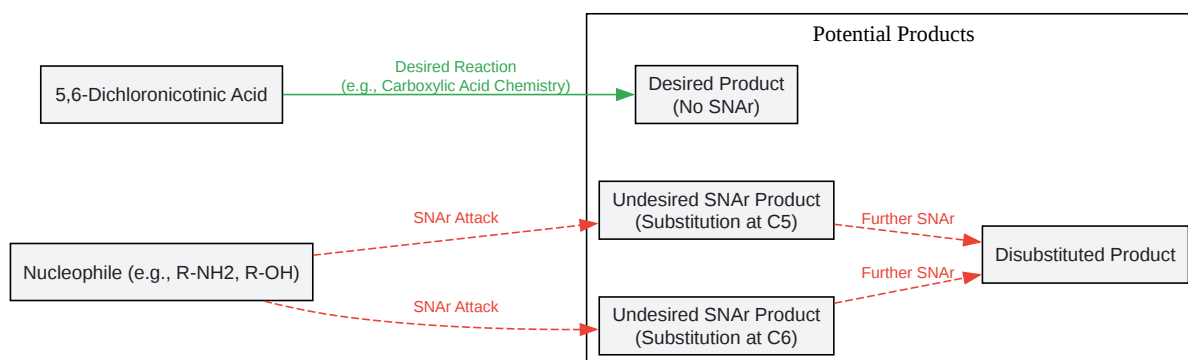 Potential Products
Desired Reaction
(e.g., Carboxylic Acid Chemistry)
5,6-Dichloronicotinic Acid
Desired Product
(No SNAr)
SNAr Attack
Undesired SNAr Product
(Substitution at C5)
Further SNAr
Nucleophile (e.g., R-NH2, R-OH)
Disubstituted Product
Further SNAr
SNAr Attack
Undesired SNAr Product
(Substitution at C6)